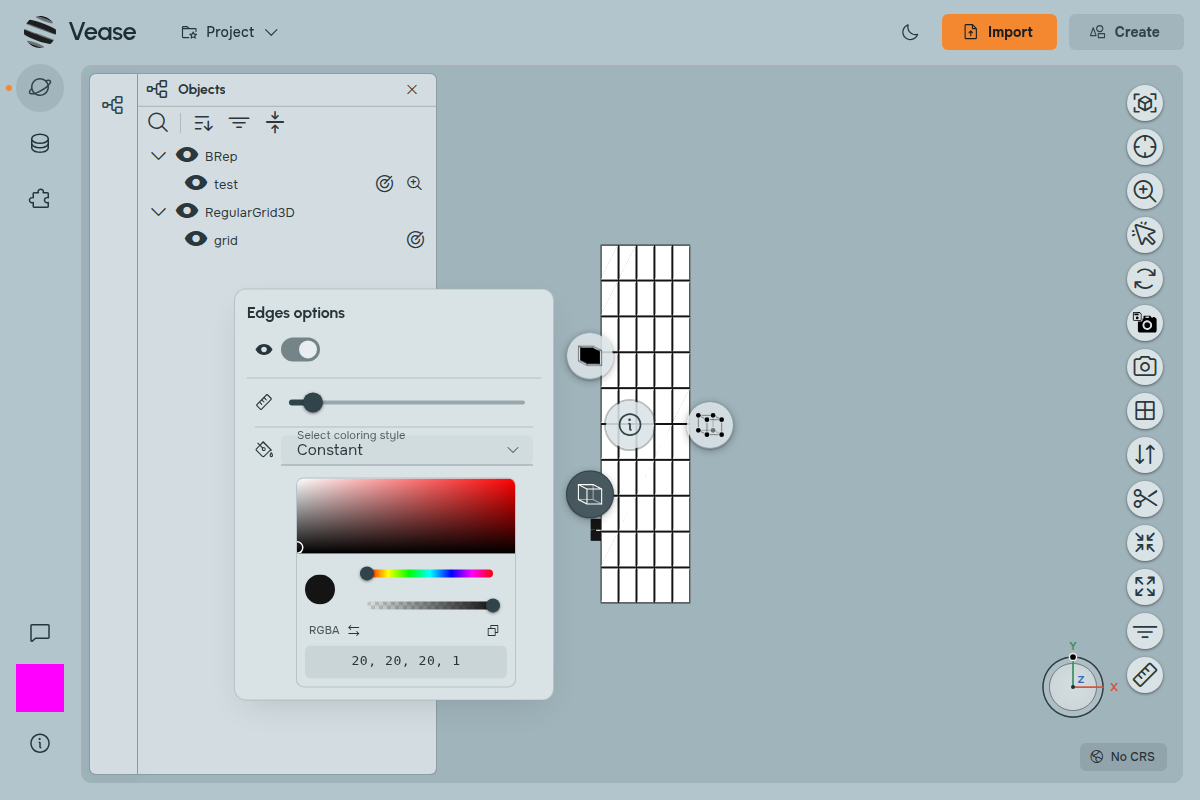 Vease
Project
Import
Create
Objects
BRep
test
RegularGrid3D
grid
Edges options
Select coloring style
Constant
RGBA
20, 20, 20, 1
Y
Z
X
No CRS